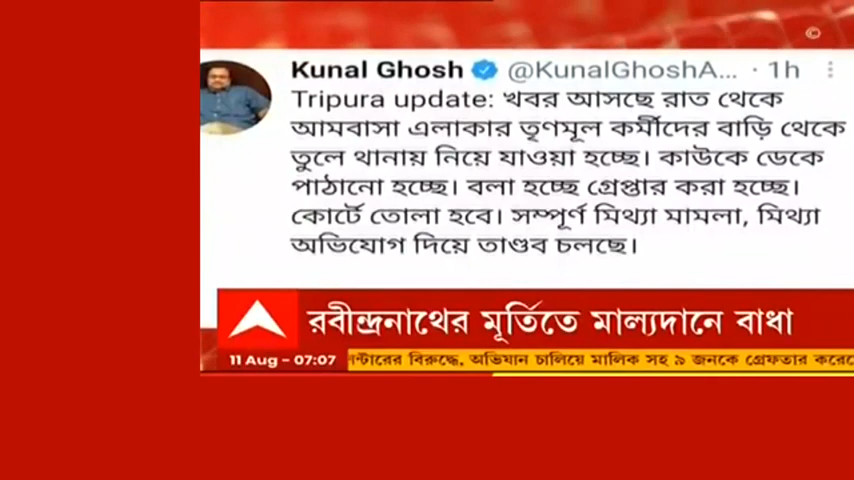 ©
Kunal Ghosh @KunalGhoshA... · 1h
Tripura update: খবর আসছে রাত থেকে
আমবাসা এলাকার তৃণমূল কর্মীদের বাড়ি থেকে
তুলে থানায় নিয়ে যাওয়া হচ্ছে। কাউকে ডেকে
পাঠানো হচ্ছে। বলা হচ্ছে গ্রেপ্তার করা হচ্ছে।
কোর্টে তোলা হবে। সম্পূর্ণ মিথ্যা মামলা, মিথ্যা
অভিযোগ দিয়ে তাণ্ডব চলছে।
রবীন্দ্রনাথের মূর্তিতে মাল্যদানে বাধা
11 Aug – 07:07 বিরুদ্ধে, অভিযান চালিয়ে মালিক সহ ৯ জনকে গ্রেফতার